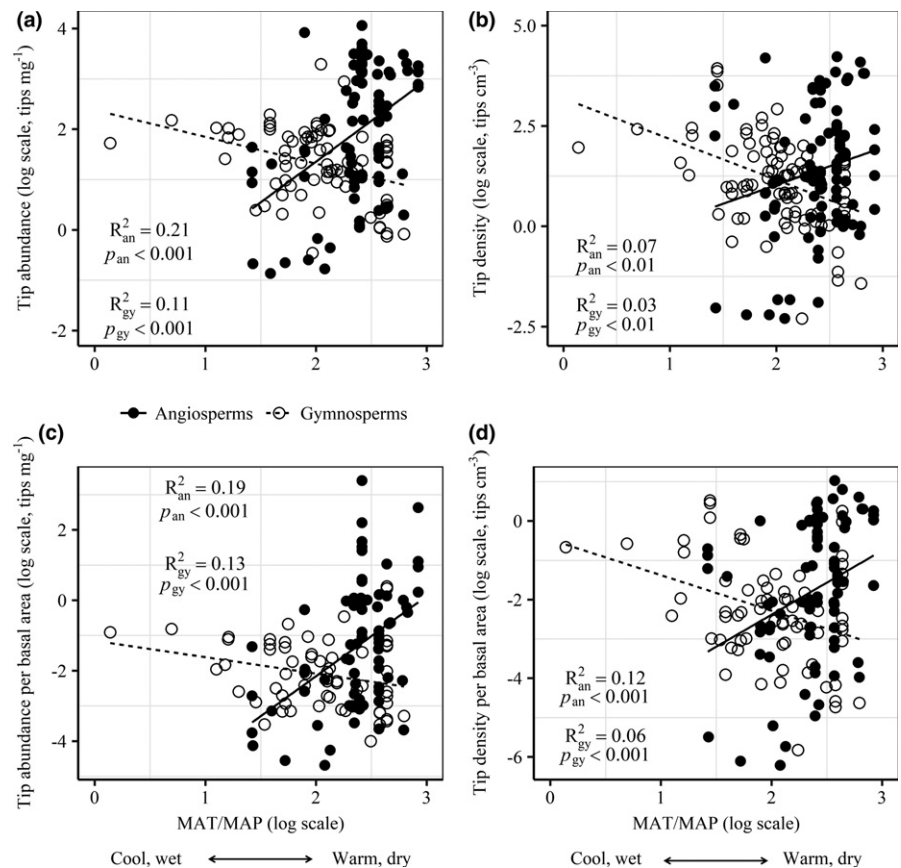 (a)
Tip abundance (log scale, tips mg⁻¹)
4
2
0
-2
R²an = 0.21
pan < 0.001
R²gy = 0.11
pgy < 0.001
0
1
2
3
(b)
Tip density (log scale, tips cm⁻³)
5.0
2.5
0.0
-2.5
R²an = 0.07
pan < 0.01
R²gy = 0.03
pgy < 0.01
0
1
2
3
Angiosperms Gymnosperms
(c)
Tip abundance per basal area (log scale, tips mg⁻¹)
2
0
-2
-4
R²an = 0.19
pan < 0.001
R²gy = 0.13
pgy < 0.001
0
1
2
3
MAT/MAP (log scale)
Cool, wet Warm, dry
(d)
Tip density per basal area (log scale, tips cm⁻³)
0
-2
-4
-6
R²an = 0.12
pan < 0.001
R²gy = 0.06
pgy < 0.001
0
1
2
3
MAT/MAP (log scale)
Cool, wet Warm, dry